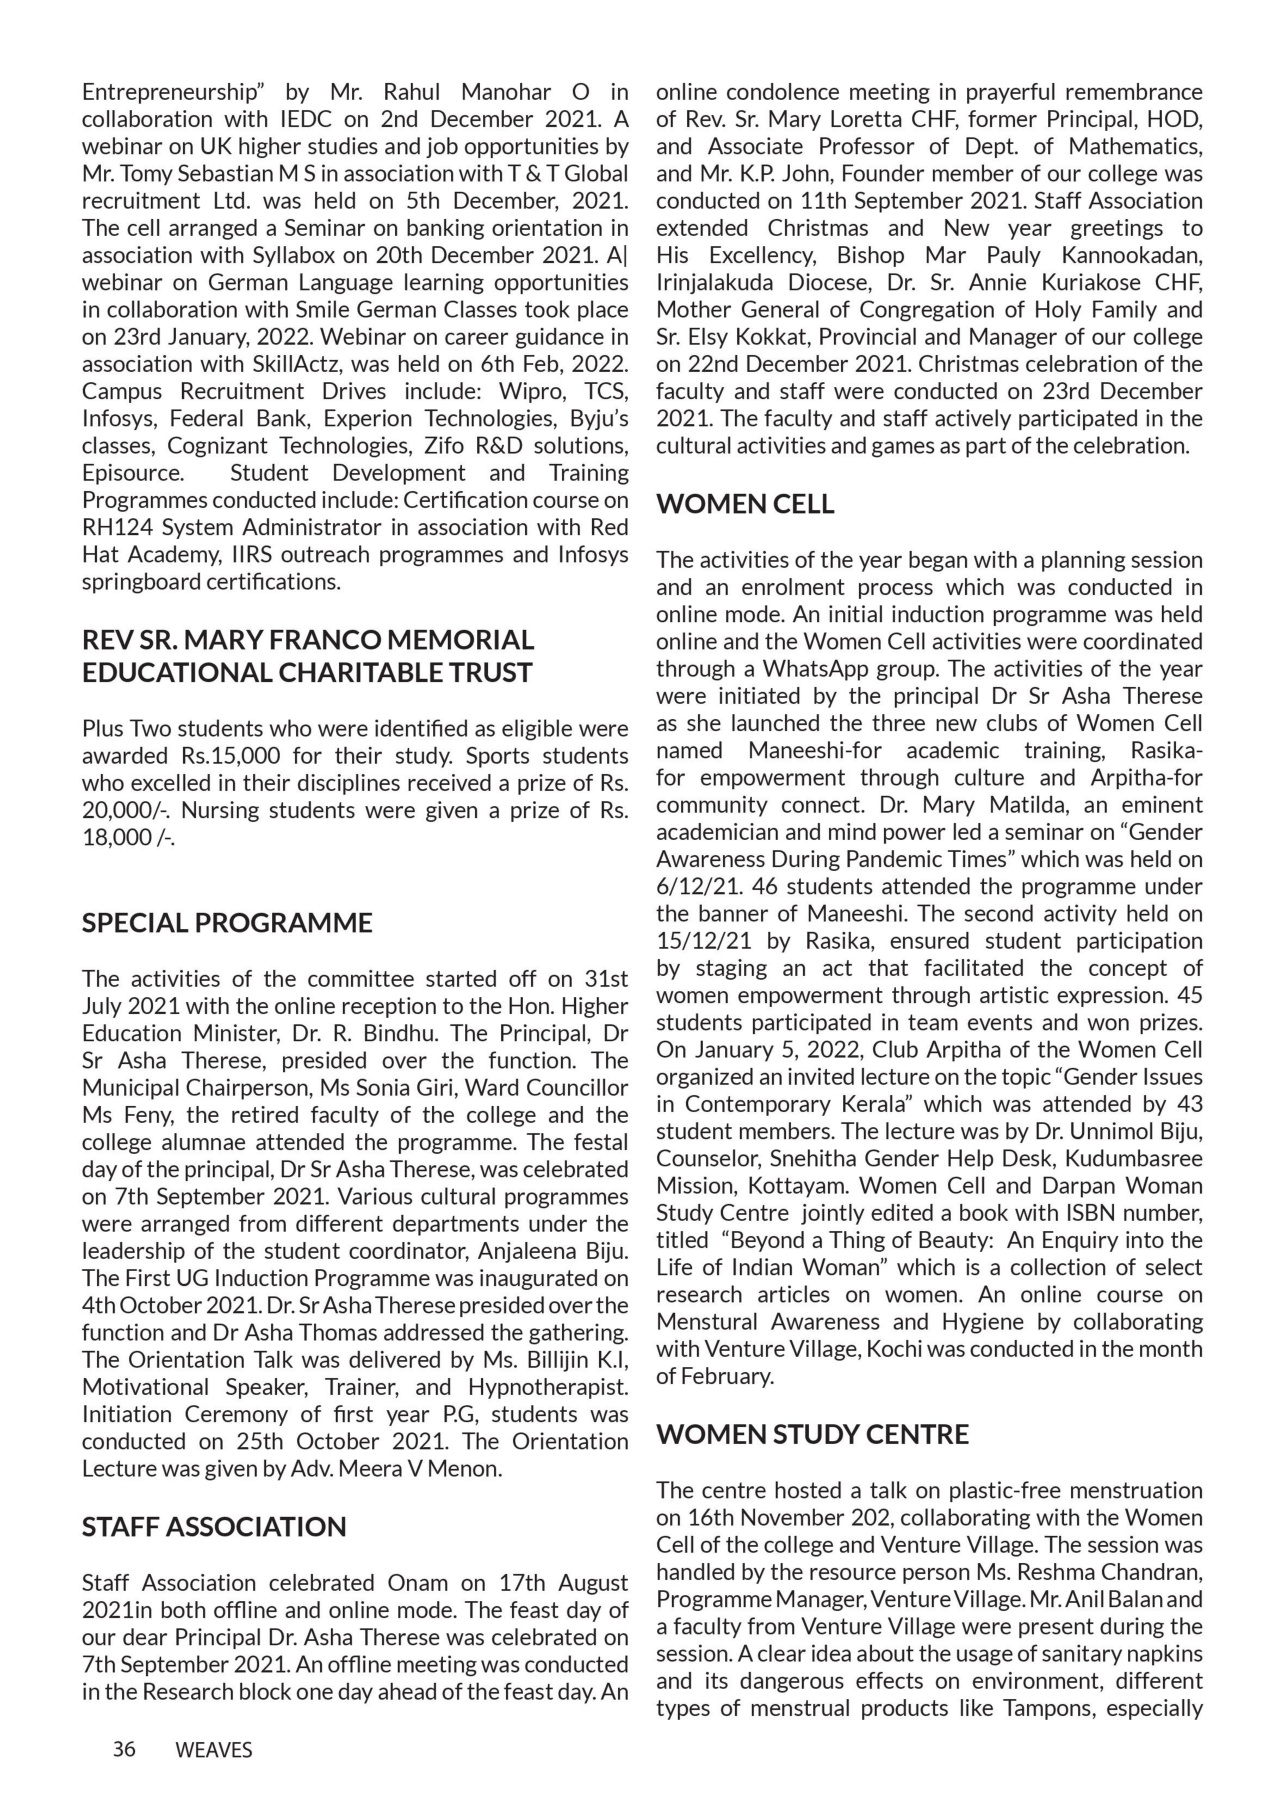 Entrepreneurship” by Mr. Rahul Manohar O in
collaboration with IEDC on 2nd December 2021. A
webinar on UK higher studies and job opportunities by
Mr. Tomy Sebastian M S in association with T & T Global
recruitment Ltd. was held on 5th December, 2021.
The cell arranged a Seminar on banking orientation in
association with Syllabox on 20th December 2021. A|
webinar on German Language learning opportunities
in collaboration with Smile German Classes took place
on 23rd January, 2022. Webinar on career guidance in
association with SkillActz, was held on 6th Feb, 2022.
Campus Recruitment Drives include: Wipro, TCS,
Infosys, Federal Bank, Experion Technologies, Byju’s
classes, Cognizant Technologies, Zifo R&D solutions,
Episource. Student Development and Training
Programmes conducted include: Certification course on
RH124 System Administrator in association with Red
Hat Academy, IIRS outreach programmes and Infosys
springboard certifications.
REV SR. MARY FRANCO MEMORIAL
EDUCATIONAL CHARITABLE TRUST
Plus Two students who were identified as eligible were
awarded Rs.15,000 for their study. Sports students
who excelled in their disciplines received a prize of Rs.
20,000/-. Nursing students were given a prize of Rs.
18,000 /-.
SPECIAL PROGRAMME
The activities of the committee started off on 31st
July 2021 with the online reception to the Hon. Higher
Education Minister, Dr. R. Bindhu. The Principal, Dr
Sr Asha Therese, presided over the function. The
Municipal Chairperson, Ms Sonia Giri, Ward Councillor
Ms Feny, the retired faculty of the college and the
college alumnae attended the programme. The festal
day of the principal, Dr Sr Asha Therese, was celebrated
on 7th September 2021. Various cultural programmes
were arranged from different departments under the
leadership of the student coordinator, Anjaleena Biju.
The First UG Induction Programme was inaugurated on
4th October 2021. Dr. Sr Asha Therese presided over the
function and Dr Asha Thomas addressed the gathering.
The Orientation Talk was delivered by Ms. Billijin K.I,
Motivational Speaker, Trainer, and Hypnotherapist.
Initiation Ceremony of first year P.G, students was
conducted on 25th October 2021. The Orientation
Lecture was given by Adv. Meera V Menon.
STAFF ASSOCIATION
Staff Association celebrated Onam on 17th August
2021in both offline and online mode. The feast day of
our dear Principal Dr. Asha Therese was celebrated on
7th September 2021. An offline meeting was conducted
in the Research block one day ahead of the feast day. An
online condolence meeting in prayerful remembrance
of Rev. Sr. Mary Loretta CHF, former Principal, HOD,
and Associate Professor of Dept. of Mathematics,
and Mr. K.P. John, Founder member of our college was
conducted on 11th September 2021. Staff Association
extended Christmas and New year greetings to
His Excellency, Bishop Mar Pauly Kannookadan,
Irinjalakuda Diocese, Dr. Sr. Annie Kuriakose CHF,
Mother General of Congregation of Holy Family and
Sr. Elsy Kokkat, Provincial and Manager of our college
on 22nd December 2021. Christmas celebration of the
faculty and staff were conducted on 23rd December
2021. The faculty and staff actively participated in the
cultural activities and games as part of the celebration.
WOMEN CELL
The activities of the year began with a planning session
and an enrolment process which was conducted in
online mode. An initial induction programme was held
online and the Women Cell activities were coordinated
through a WhatsApp group. The activities of the year
were initiated by the principal Dr Sr Asha Therese
as she launched the three new clubs of Women Cell
named Maneeshi-for academic training, Rasika-
for empowerment through culture and Arpitha-for
community connect. Dr. Mary Matilda, an eminent
academician and mind power led a seminar on “Gender
Awareness During Pandemic Times” which was held on
6/12/21. 46 students attended the programme under
the banner of Maneeshi. The second activity held on
15/12/21 by Rasika, ensured student participation
by staging an act that facilitated the concept of
women empowerment through artistic expression. 45
students participated in team events and won prizes.
On January 5, 2022, Club Arpitha of the Women Cell
organized an invited lecture on the topic “Gender Issues
in Contemporary Kerala” which was attended by 43
student members. The lecture was by Dr. Unnimol Biju,
Counselor, Snehitha Gender Help Desk, Kudumbasree
Mission, Kottayam. Women Cell and Darpan Woman
Study Centre jointly edited a book with ISBN number,
titled “Beyond a Thing of Beauty: An Enquiry into the
Life of Indian Woman” which is a collection of select
research articles on women. An online course on
Menstural Awareness and Hygiene by collaborating
with Venture Village, Kochi was conducted in the month
of February.
WOMEN STUDY CENTRE
The centre hosted a talk on plastic-free menstruation
on 16th November 202, collaborating with the Women
Cell of the college and Venture Village. The session was
handled by the resource person Ms. Reshma Chandran,
Programme Manager, Venture Village. Mr. Anil Balan and
a faculty from Venture Village were present during the
session. A clear idea about the usage of sanitary napkins
and its dangerous effects on environment, different
types of menstrual products like Tampons, especially
36 WEAVES